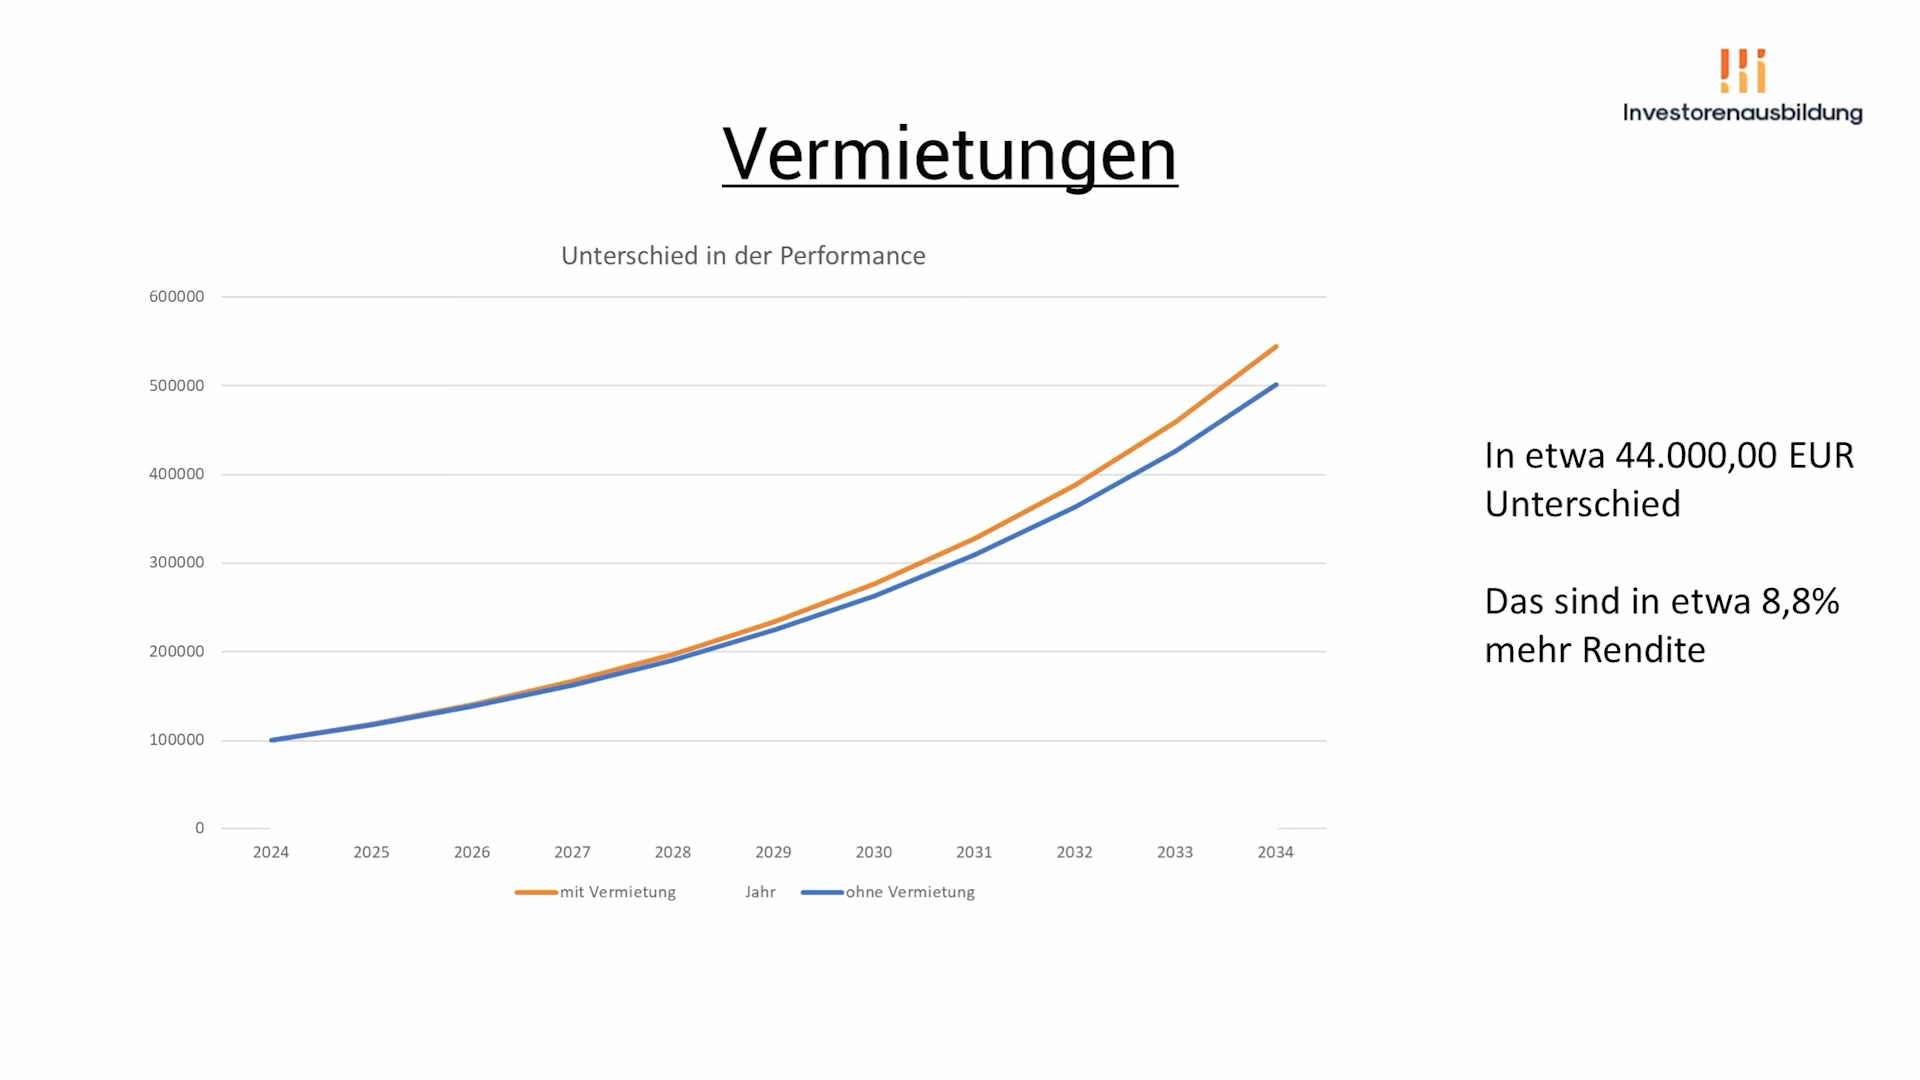 Investorenausbildung
Vermietungen
Unterschied in der Performance
600000
500000
400000
300000
200000
100000
0
2024 2025 2026 2027 2028 2029 2030 2031 2032 2033 2034
mit Vermietung Jahr ohne Vermietung
In etwa 44.000,00 EUR
Unterschied
Das sind in etwa 8,8%
mehr Rendite